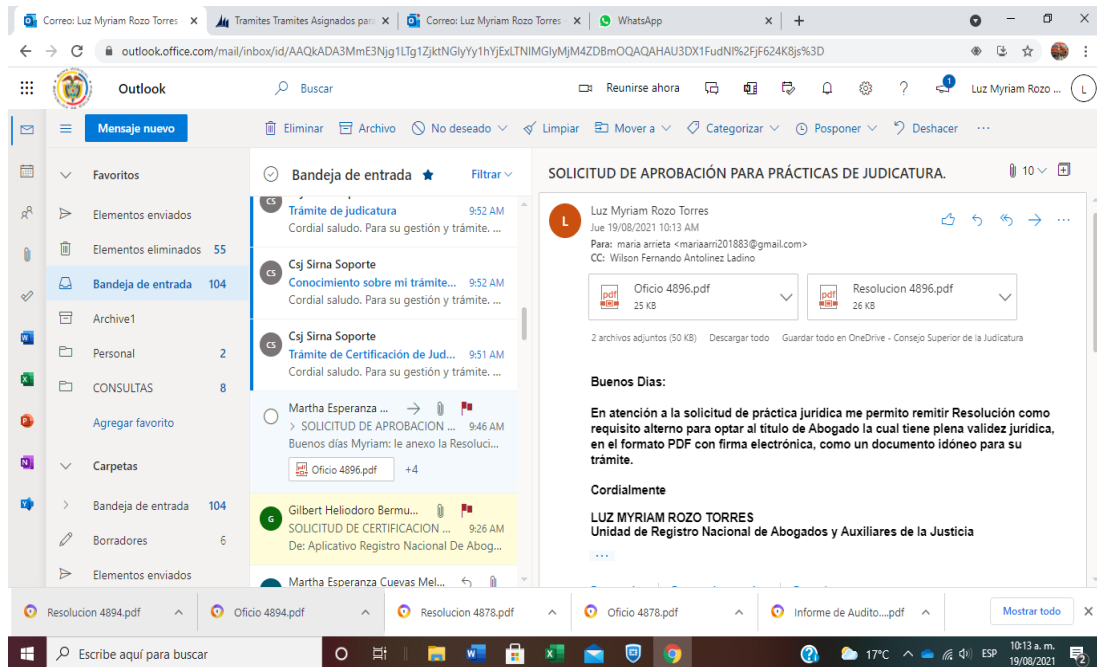 Correo: Luz Myriam Rozo Torres
Tramites Tramites Asignados para
Correo: Luz Myriam Rozo Torres
WhatsApp
outlook.office.com/mail/inbox/id/AAQkADA3MmE3Njg1LTg1ZjktNGIyYy1hYjExLTNIMGIyMjM4ZDBmOQAQAHAU3DX1FudNI%2FjF624K8js%3D
Outlook
Buscar
Reunirse ahora
1
Luz Myriam Rozo ...
L
Mensaje nuevo
Eliminar
Archivo
No deseado
Limpiar
Mover a
Categorizar
Posponer
Deshacer
...
Favoritos
Elementos enviados
Elementos eliminados 55
Bandeja de entrada 104
Archive1
Personal 2
CONSULTAS 8
Agregar favorito
Carpetas
Bandeja de entrada 104
Borradores 6
Elementos enviados
Bandeja de entrada
Filtrar
CS
Trámite de judicatura 9:52 AM
Cordial saludo. Para su gestión y trámite. ...
CS
Csj Sirna Soporte
Conocimiento sobre mi trámite... 9:52 AM
Cordial saludo. Para su gestión y trámite. ...
CS
Csj Sirna Soporte
Trámite de Certificación de Jud... 9:51 AM
Cordial saludo. Para su gestión y trámite. ...
Martha Esperanza ...
> SOLICITUD DE APROBACION ... 9:46 AM
Buenos días Myriam: le anexo la Resoluci...
Oficio 4896.pdf +4
G
Gilbert Heliodoro Bermu...
SOLICITUD DE CERTIFICACION ... 9:26 AM
De: Aplicativo Registro Nacional De Abog...
Martha Esperanza Cuevas Mel...
SOLICITUD DE APROBACIÓN PARA PRÁCTICAS DE JUDICATURA.
10
L
Luz Myriam Rozo Torres
Jue 19/08/2021 10:13 AM
Para: maria arrieta <mariaarri201883@gmail.com>
CC: Wilson Fernando Antolinez Ladino
pdf
Oficio 4896.pdf
25 KB
pdf
Resolucion 4896.pdf
26 KB
2 archivos adjuntos (50 KB) Descargar todo Guardar todo en OneDrive - Consejo Superior de la Judicatura
Buenos Dias:
En atención a la solicitud de práctica jurídica me permito remitir Resolución como
requisito alterno para optar al título de Abogado la cual tiene plena validez jurídica,
en el formato PDF con firma electrónica, como un documento idóneo para su
trámite.
Cordialmente
LUZ MYRIAM ROZO TORRES
Unidad de Registro Nacional de Abogados y Auxiliares de la Justicia
...
Resolucion 4894.pdf
Oficio 4894.pdf
Resolucion 4878.pdf
Oficio 4878.pdf
Informe de Audito....pdf
Mostrar todo
Escribe aquí para buscar
17°C
ESP
10:13 a. m.
19/08/2021
2